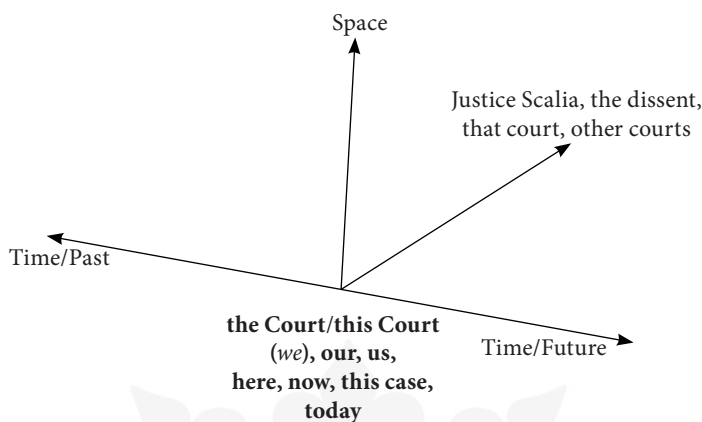 Space
Justice Scalia, the dissent,
that court, other courts
Time/Past
the Court/this Court
(we), our, us,
here, now, this case,
today
Time/Future